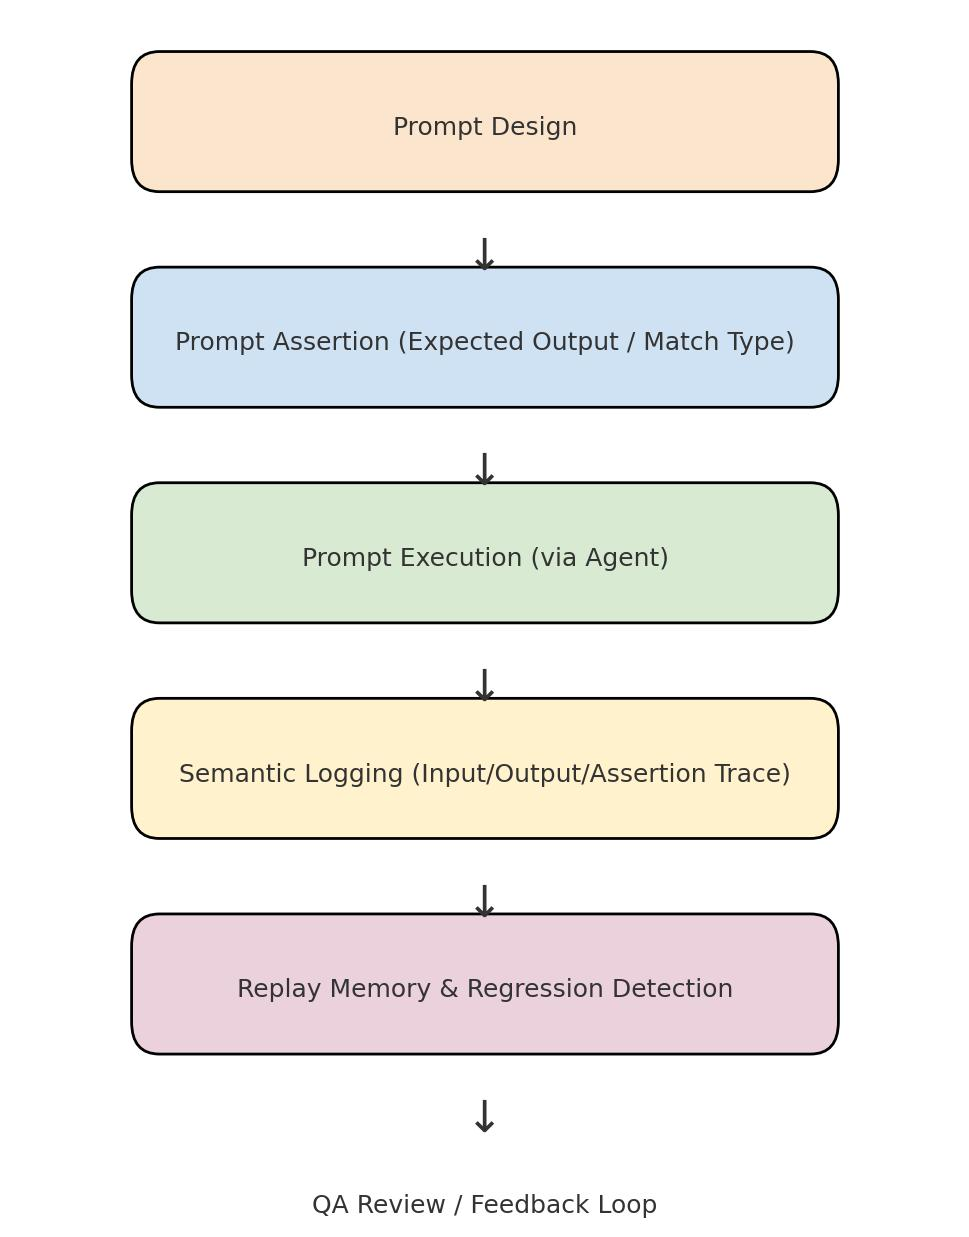 Prompt Design
↓
Prompt Assertion (Expected Output / Match Type)
↓
Prompt Execution (via Agent)
↓
Semantic Logging (Input/Output/Assertion Trace)
↓
Replay Memory & Regression Detection
↓
QA Review / Feedback Loop